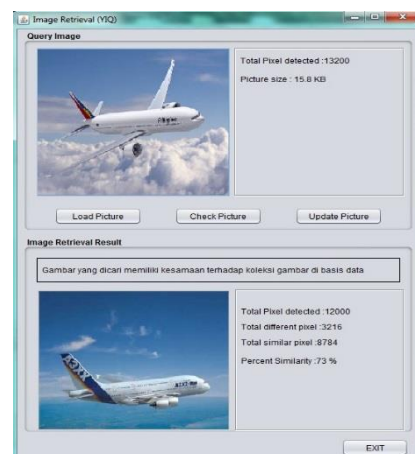 Image Retrieval (YIQ)
Query Image
Total Pixel detected :13200
Picture size : 15.8 KB
Load Picture
Check Picture
Update Picture
Image Retrieval Result
Gambar yang dicari memiliki kesamaan terhadap koleksi gambar di basis data
Total Pixel detected :12000
Total different pixel :3216
Total similar pixel :8784
Percent Similarity :73 %
EXIT